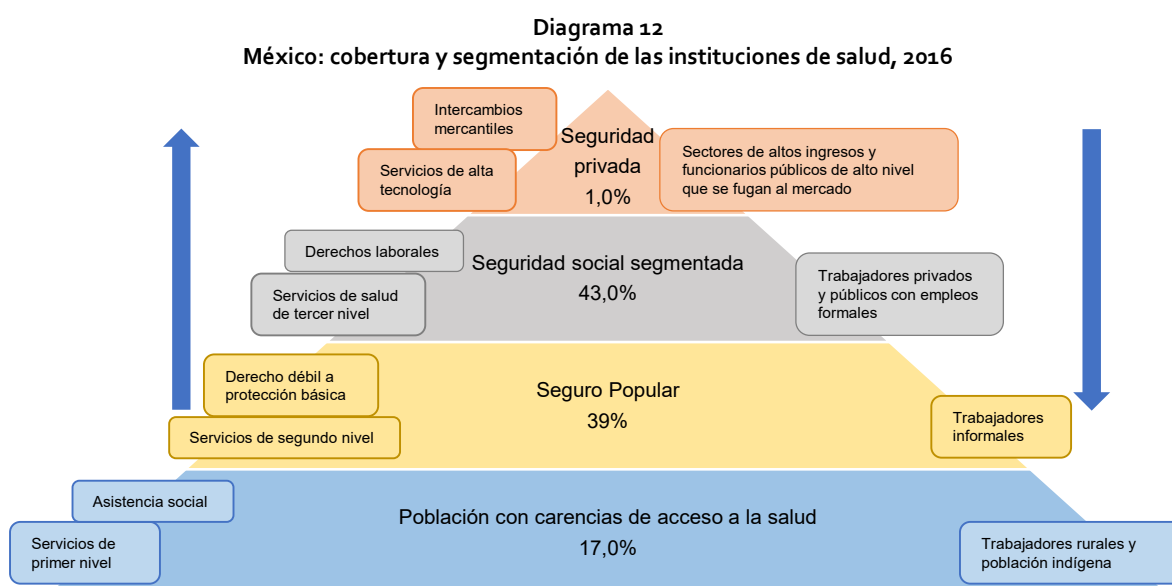 Diagrama 12
México: cobertura y segmentación de las instituciones de salud, 2016
Intercambios
mercantiles
Servicios de alta
tecnología
Seguridad
privada
1,0%
Sectores de altos ingresos y
funcionarios públicos de alto nivel
que se fugan al mercado
Derechos laborales
Servicios de salud
de tercer nivel
Seguridad social segmentada
43,0%
Trabajadores privados
y públicos con empleos
formales
Derecho débil a
protección básica
Servicios de segundo nivel
Seguro Popular
39%
Trabajadores
informales
Asistencia social
Servicios de
primer nivel
Población con carencias de acceso a la salud
17,0%
Trabajadores rurales y
población indígena